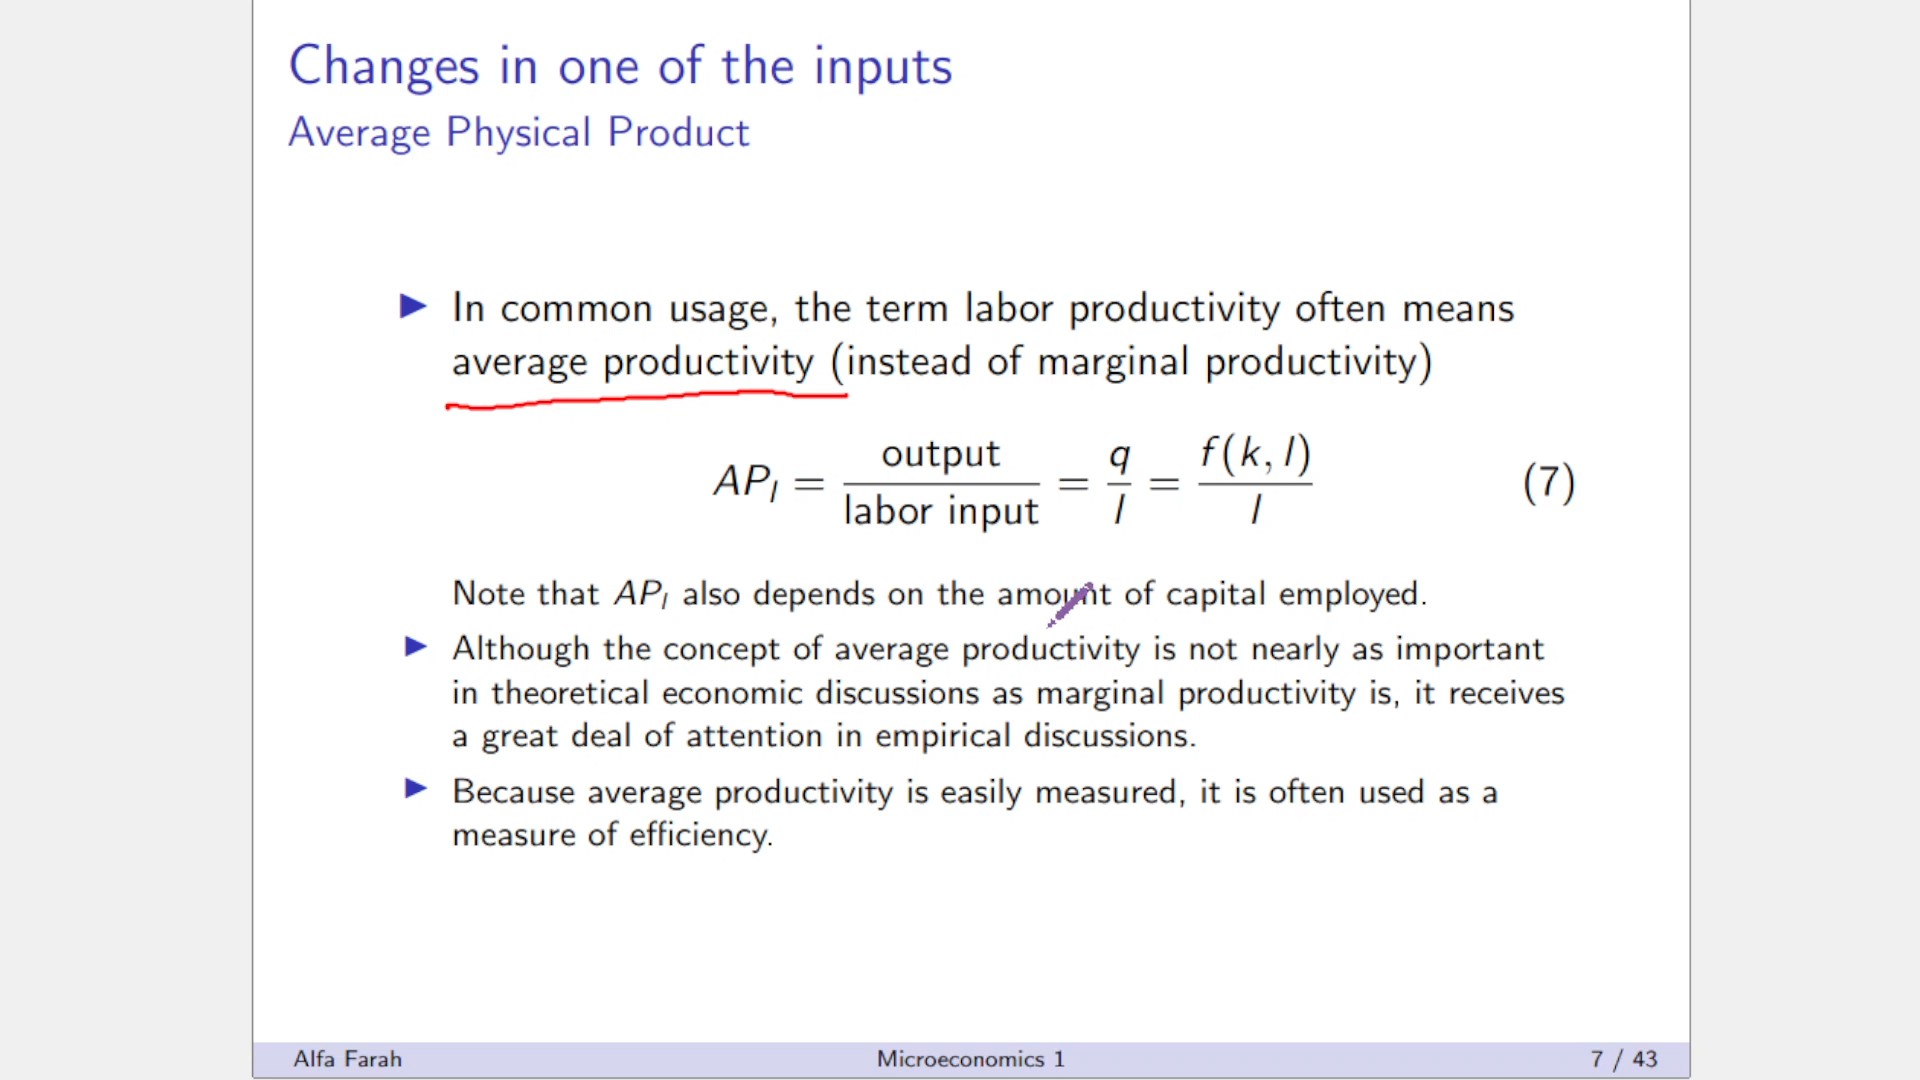 Changes in one of the inputs
Average Physical Product
▶ In common usage, the term labor productivity often means
average productivity (instead of marginal productivity)
AP_l = output / labor input = q / l = f(k, l) / l (7)
Note that AP_l also depends on the amount of capital employed.
▶ Although the concept of average productivity is not nearly as important
in theoretical economic discussions as marginal productivity is, it receives
a great deal of attention in empirical discussions.
▶ Because average productivity is easily measured, it is often used as a
measure of efficiency.
Alfa Farah Microeconomics 1 7 / 43